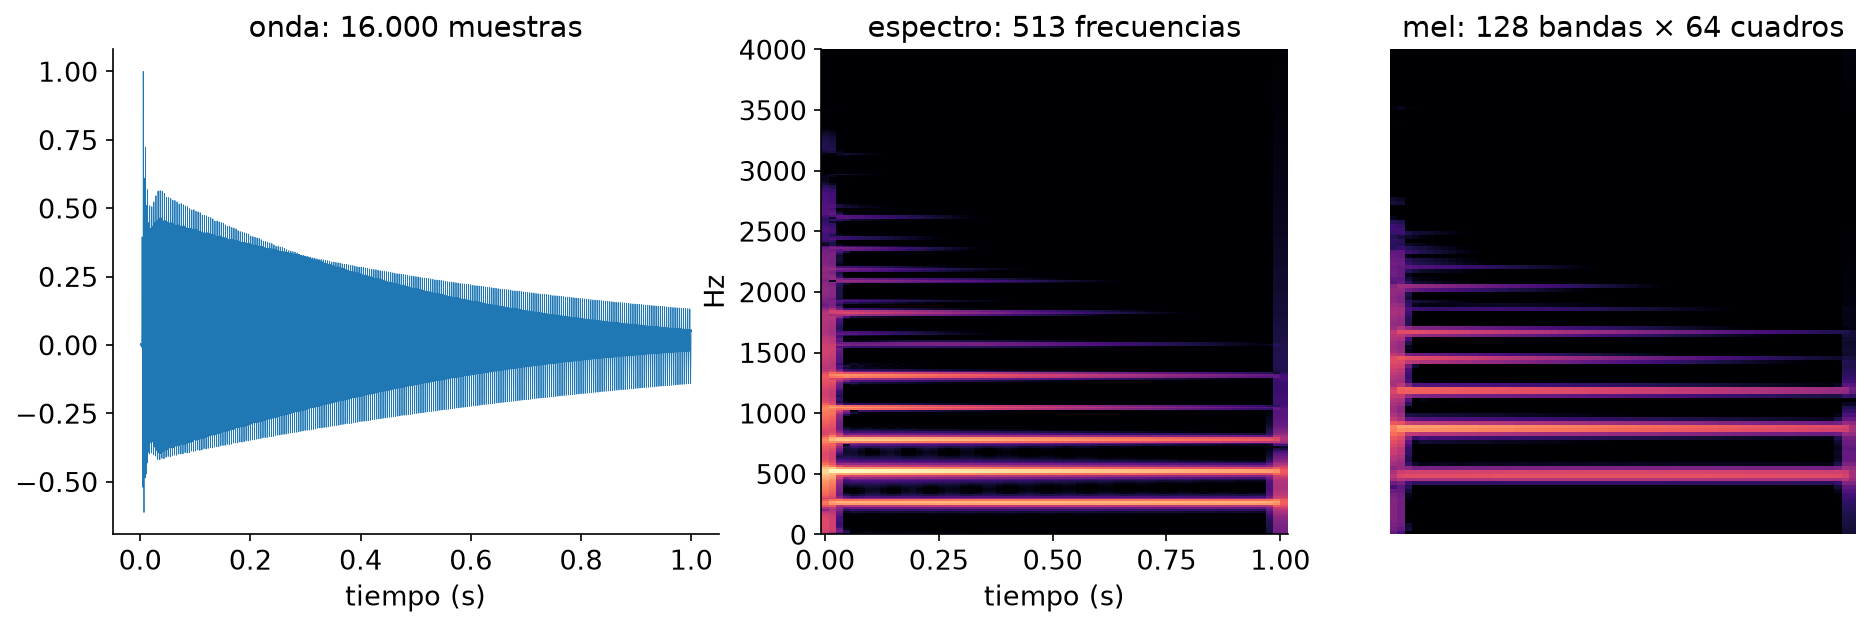 onda: 16.000 muestras
1.00
0.75
0.50
0.25
0.00
−0.25
−0.50
0.0 0.2 0.4 0.6 0.8 1.0
tiempo (s)
espectro: 513 frecuencias
4000
3500
3000
2500
2000
1500
1000
500
0
Hz
0.00 0.25 0.50 0.75 1.00
tiempo (s)
mel: 128 bandas × 64 cuadros